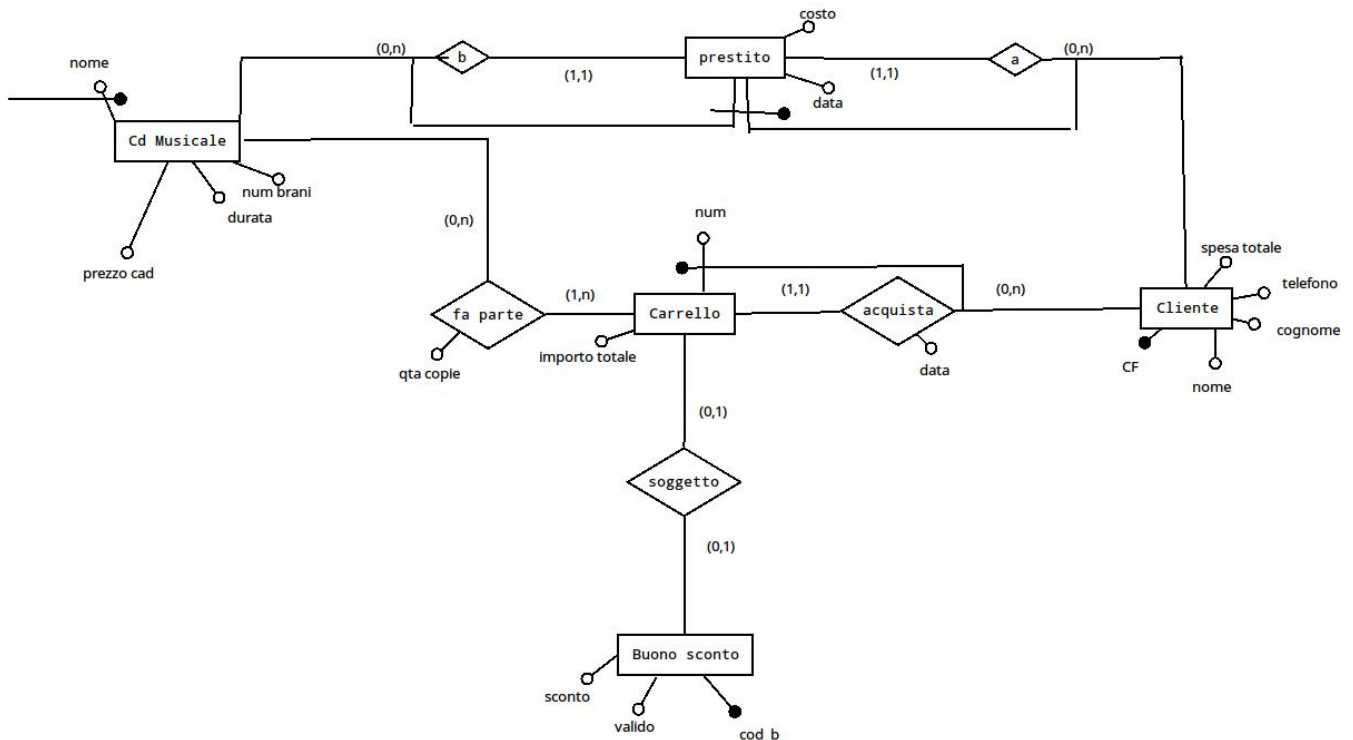 costo
(0,n)
b
prestito
a
(0,n)
nome
(1,1)
(1,1)
data
Cd Musicale
num brani
durata
(0,n)
num
prezzo cad
spesa totale
telefono
(1,n)
(1,1)
(0,n)
fa parte
Carrello
acquista
Cliente
cognome
importo totale
qta copie
data
CF
nome
(0,1)
soggetto
(0,1)
Buono sconto
sconto
valido
cod_b